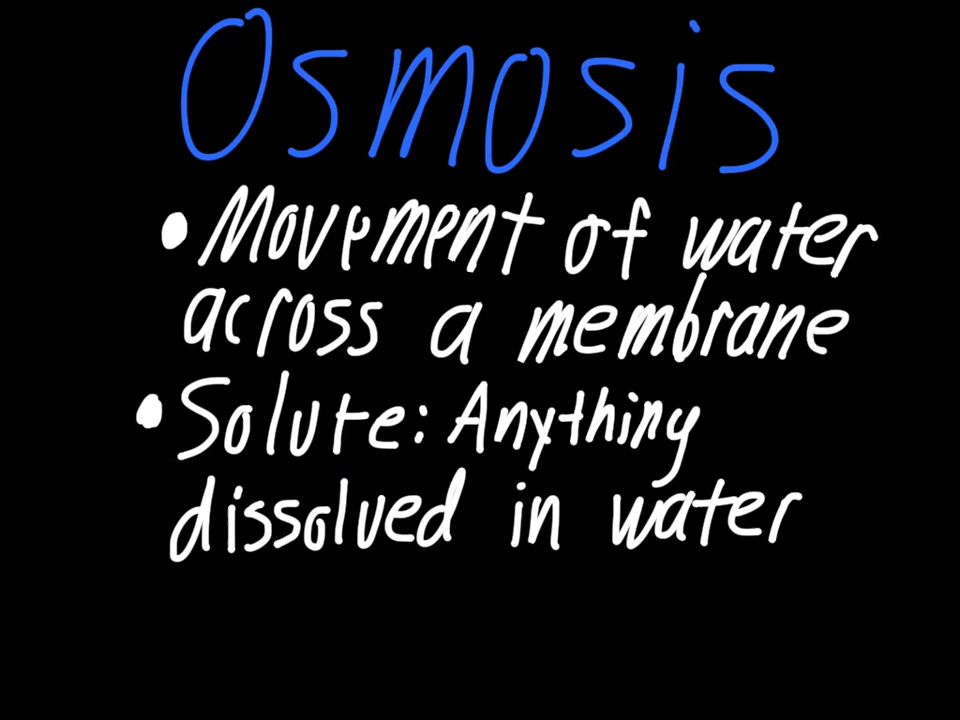 Osmosis
• Movement of water
across a membrane
• Solute: Anything
dissolved in water